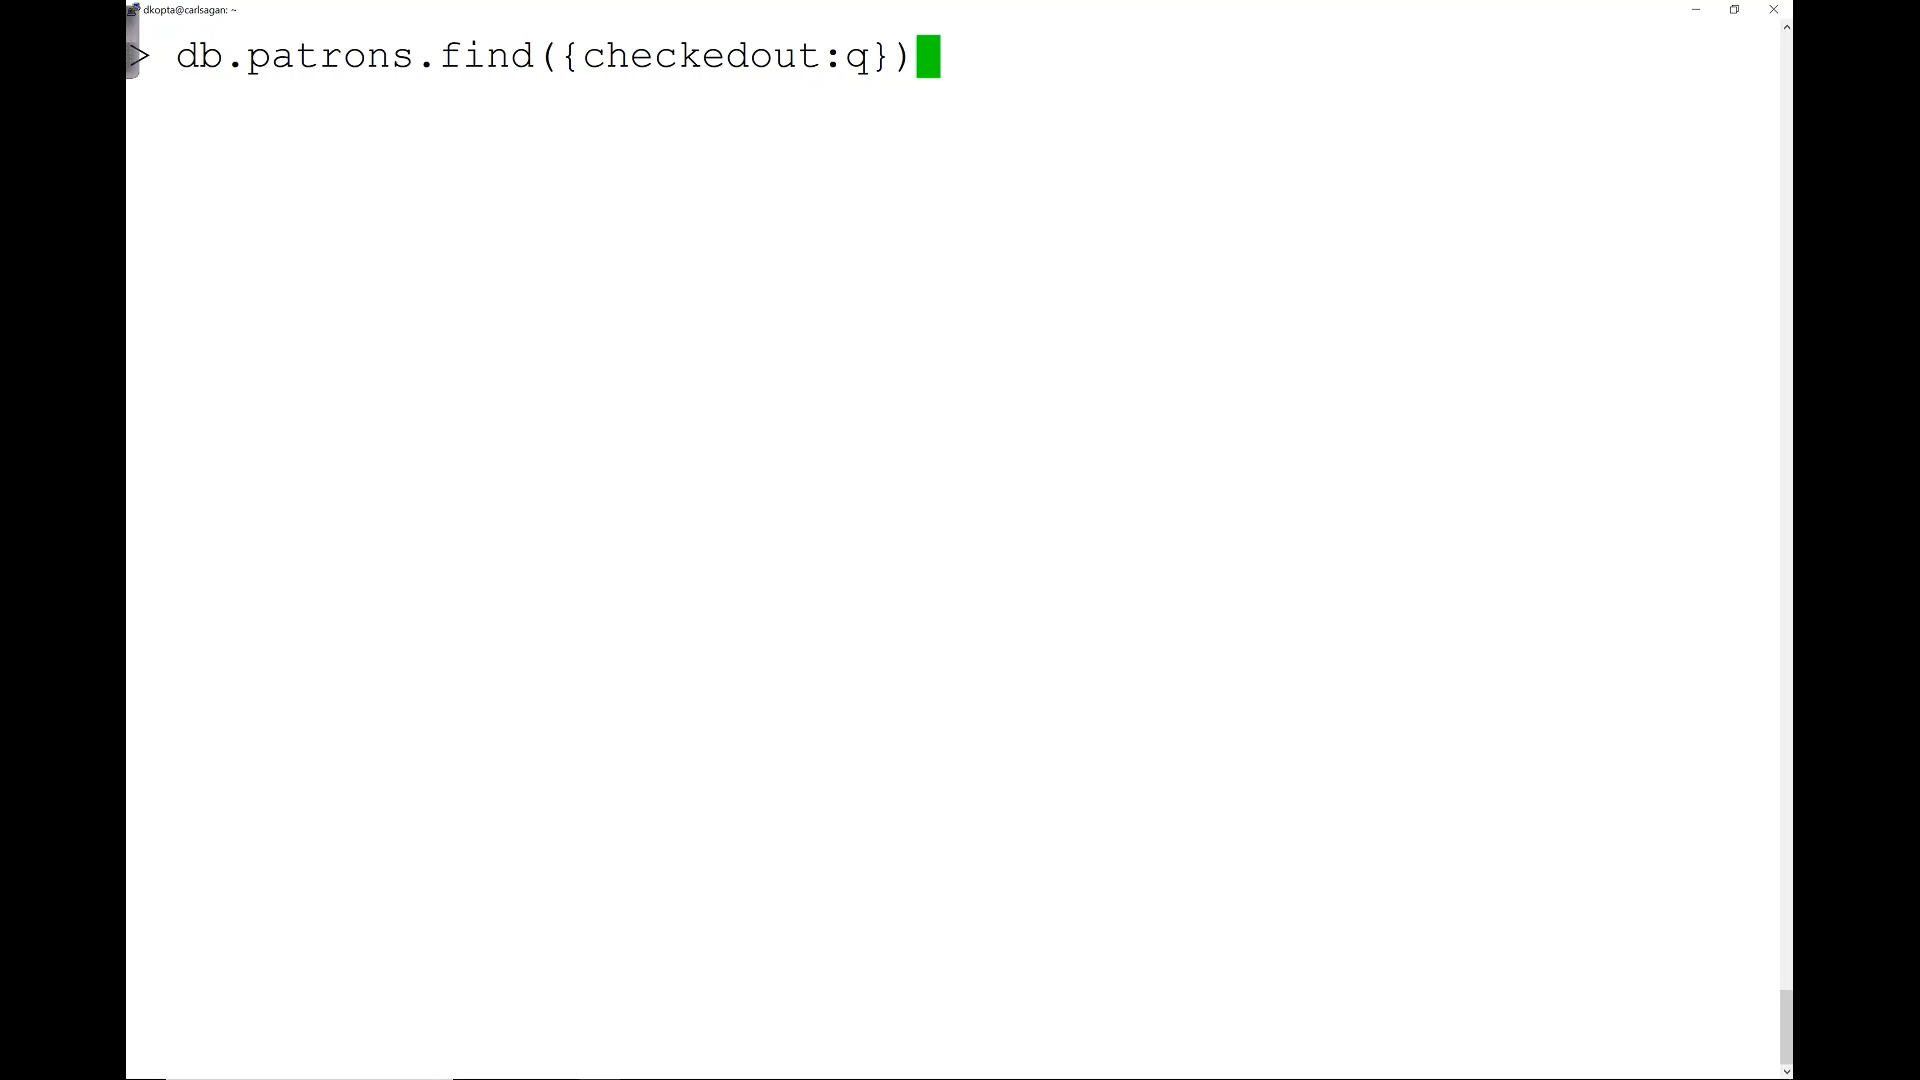 dkopta@carlsagan: ~
> db.patrons.find({checkedout:q})